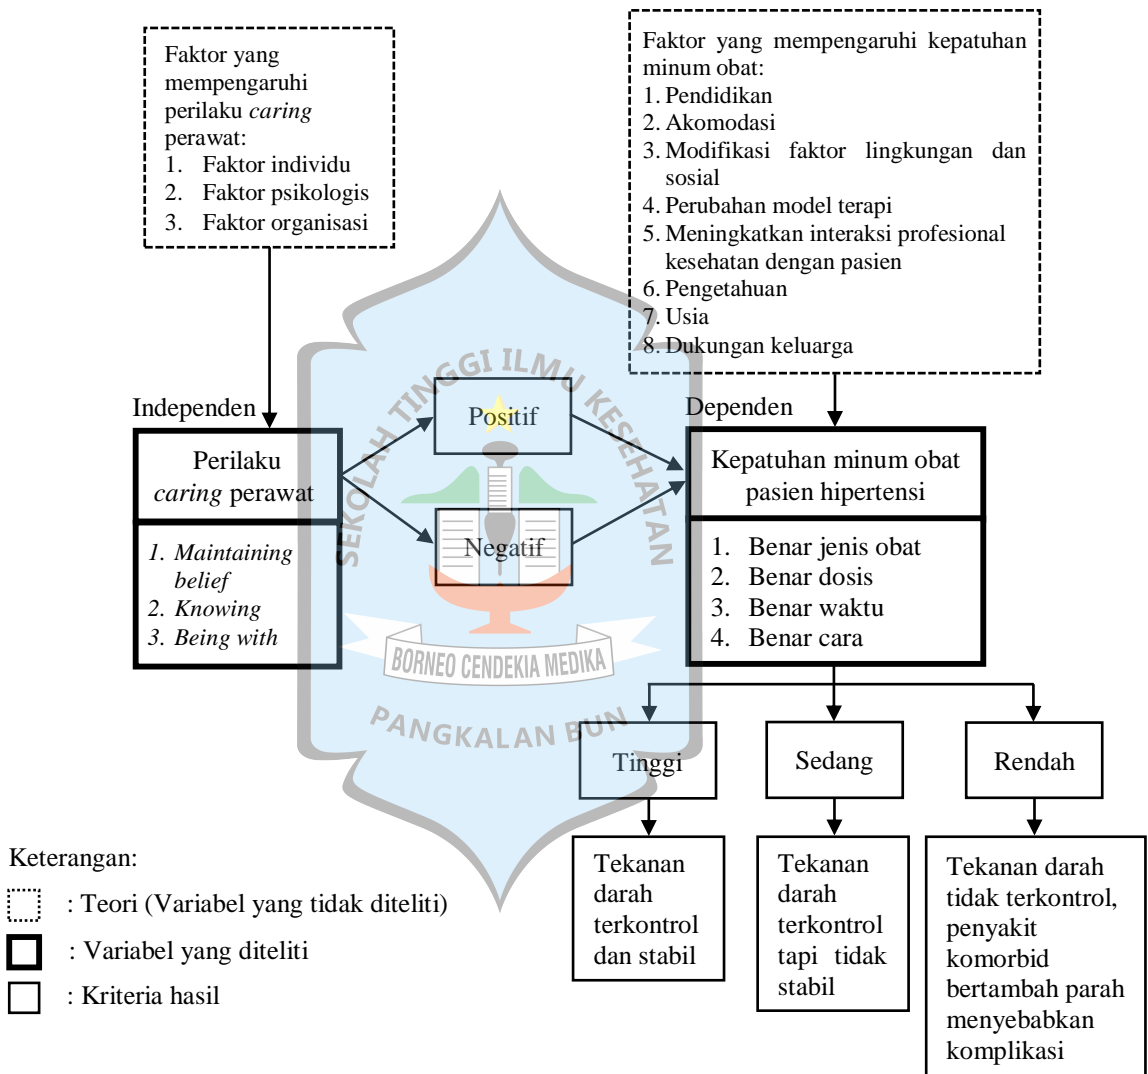 Faktor yang
mempengaruhi
perilaku caring
perawat:
1. Faktor individu
2. Faktor psikologis
3. Faktor organisasi
Faktor yang mempengaruhi kepatuhan
minum obat:
1. Pendidikan
2. Akomodasi
3. Modifikasi faktor lingkungan dan
sosial
4. Perubahan model terapi
5. Meningkatkan interaksi profesional
kesehatan dengan pasien
6. Pengetahuan
7. Usia
8. Dukungan keluarga
Independen
Perilaku
caring perawat
1. Maintaining
belief
2. Knowing
3. Being with
Positif
Negatif
Dependen
Kepatuhan minum obat
pasien hipertensi
1. Benar jenis obat
2. Benar dosis
3. Benar waktu
4. Benar cara
SEKOLAH TINGGI ILMU KESEHATAN
BORNEO CENDEKIA MEDIKA
PANGKALAN BUN
Tinggi
Sedang
Rendah
Tekanan
darah
terkontrol
dan stabil
Tekanan
darah
terkontrol
tapi tidak
stabil
Tekanan darah
tidak terkontrol,
penyakit
komorbid
bertambah parah
menyebabkan
komplikasi
Keterangan:
: Teori (Variabel yang tidak diteliti)
: Variabel yang diteliti
: Kriteria hasil